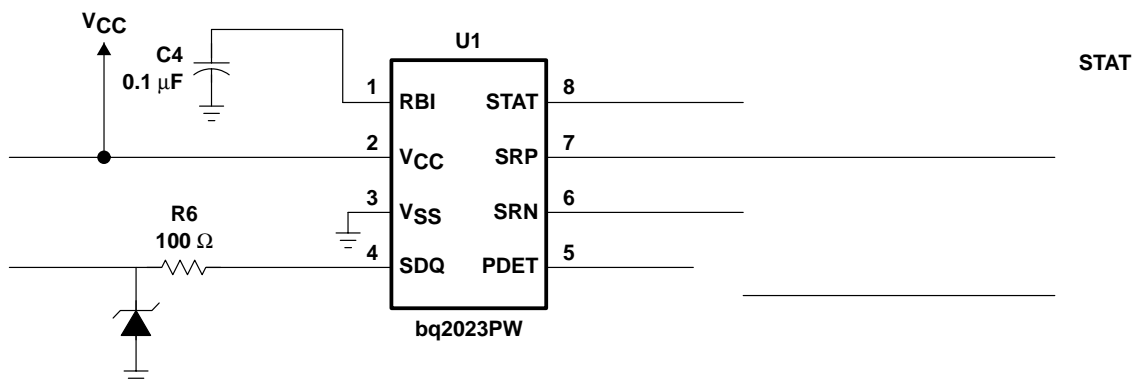 VCC
C4
0.1 μF
U1
STAT
1
RBI
STAT
8
2
VCC
SRP
7
3
VSS
SRN
6
R6
100 Ω
4
SDQ
PDET
5
bq2023PW